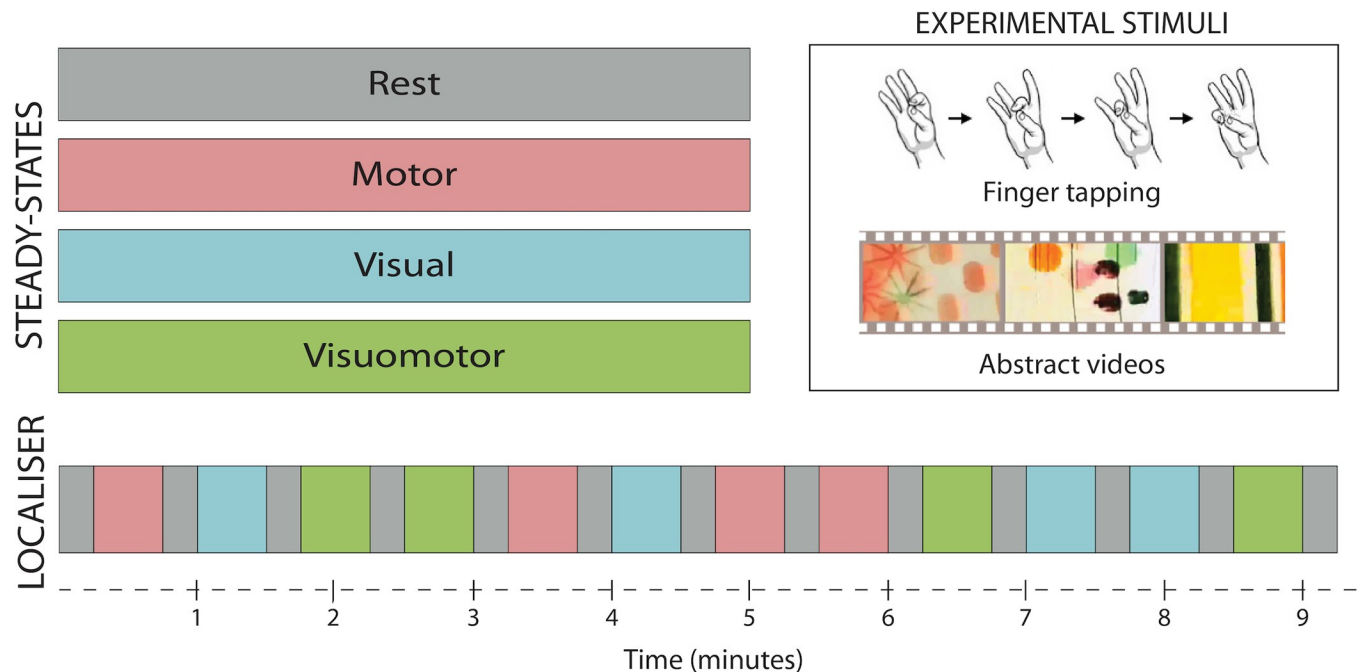 EXPERIMENTAL STIMULI
STEADY-STATES
Rest
Motor
Visual
Visuomotor
Finger tapping
Abstract videos
LOCALISER
1 2 3 4 5 6 7 8 9
Time (minutes)